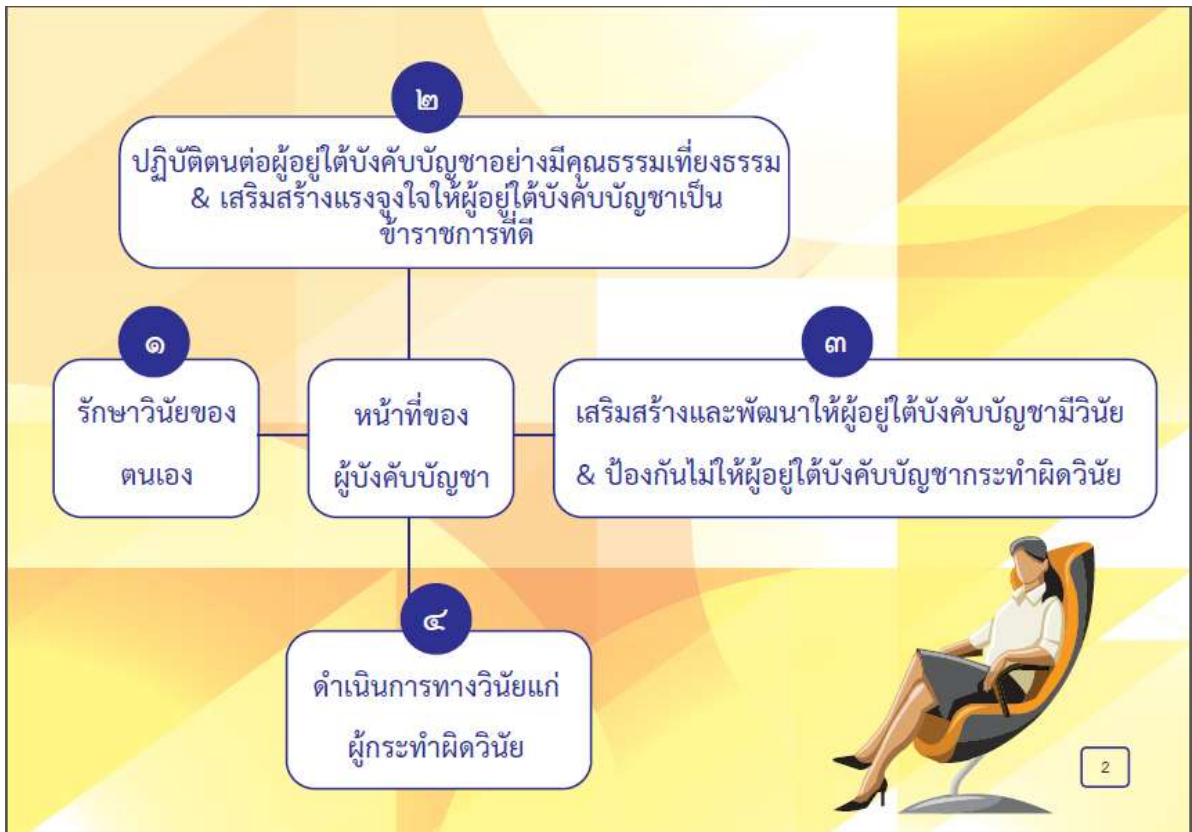 ๒
ปฏิบัติตนต่อผู้อยู่ใต้บังคับบัญชาอย่างมีคุณธรรมเที่ยงธรรม
& เสริมสร้างแรงจูงใจให้ผู้อยู่ใต้บังคับบัญชาเป็น
ข้าราชการที่ดี
๑
รักษาวินัยของ
ตนเอง
หน้าที่ของ
ผู้บังคับบัญชา
๓
เสริมสร้างและพัฒนาให้ผู้อยู่ใต้บังคับบัญชามีวินัย
& ป้องกันไม่ให้ผู้อยู่ใต้บังคับบัญชากระทำผิดวินัย
๔
ดำเนินการทางวินัยแก่
ผู้กระทำผิดวินัย
2